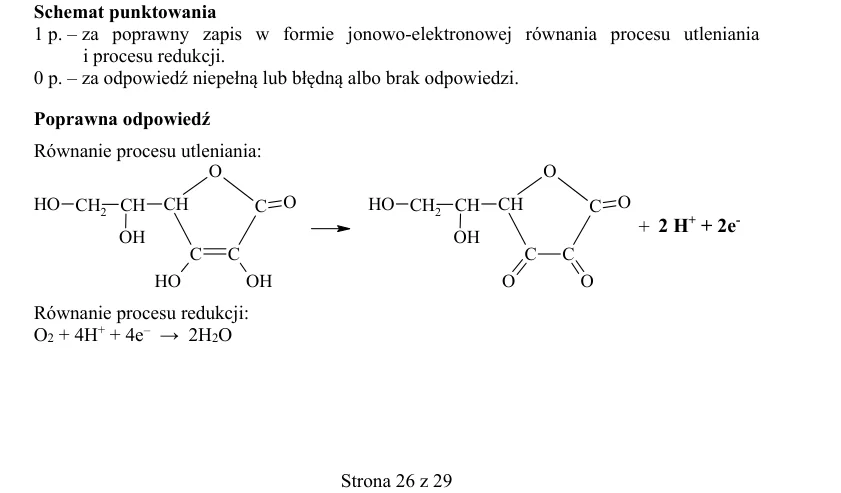 Schemat punktowania
1 p. – za poprawny zapis w formie jonowo-elektronowej równania procesu utleniania
i procesu redukcji.
0 p. – za odpowiedź niepełną lub błędną albo brak odpowiedzi.
Poprawna odpowiedź
Równanie procesu utleniania:
O O
HO–CH₂–CH–CH C=O HO–CH₂–CH–CH C=O
OH OH + 2 H⁺ + 2e⁻
C=C C–C
HO OH O O
Równanie procesu redukcji:
O₂ + 4H⁺ + 4e⁻ → 2H₂O
Strona 26 z 29